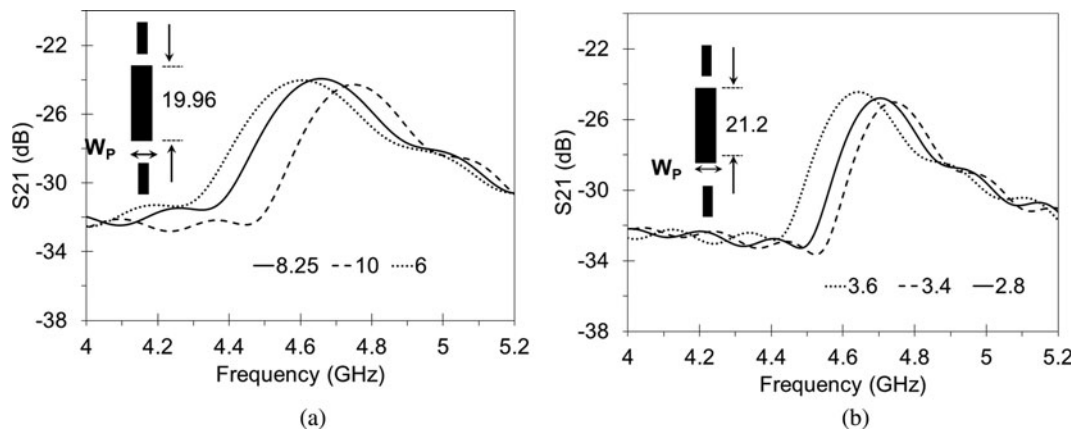 -22
-26
-30
-34
-38
S21 (dB)
19.96
W_P
8.25 10 6
4 4.2 4.4 4.6 4.8 5 5.2
Frequency (GHz)
(a)
-22
-26
-30
-34
-38
S21 (dB)
21.2
W_P
3.6 3.4 2.8
4 4.2 4.4 4.6 4.8 5 5.2
Frequency (GHz)
(b)